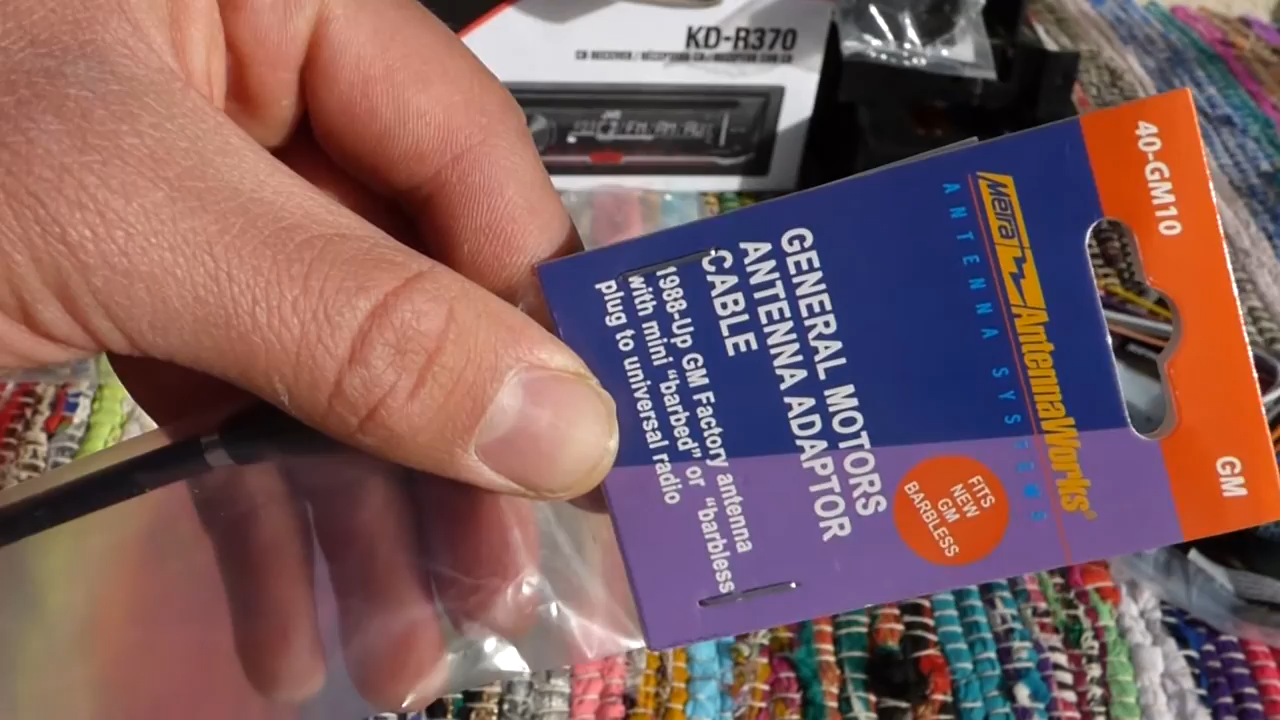 KD-R370
40-GM10
GM
Metra AntennaWorks®
ANTENNA SYSTEMS
GENERAL MOTORS
ANTENNA ADAPTOR
CABLE
1988-Up GM Factory antenna
with mini “barbed” or “barbless
plug to universal radio
FITS
NEW
GM
BARBLESS